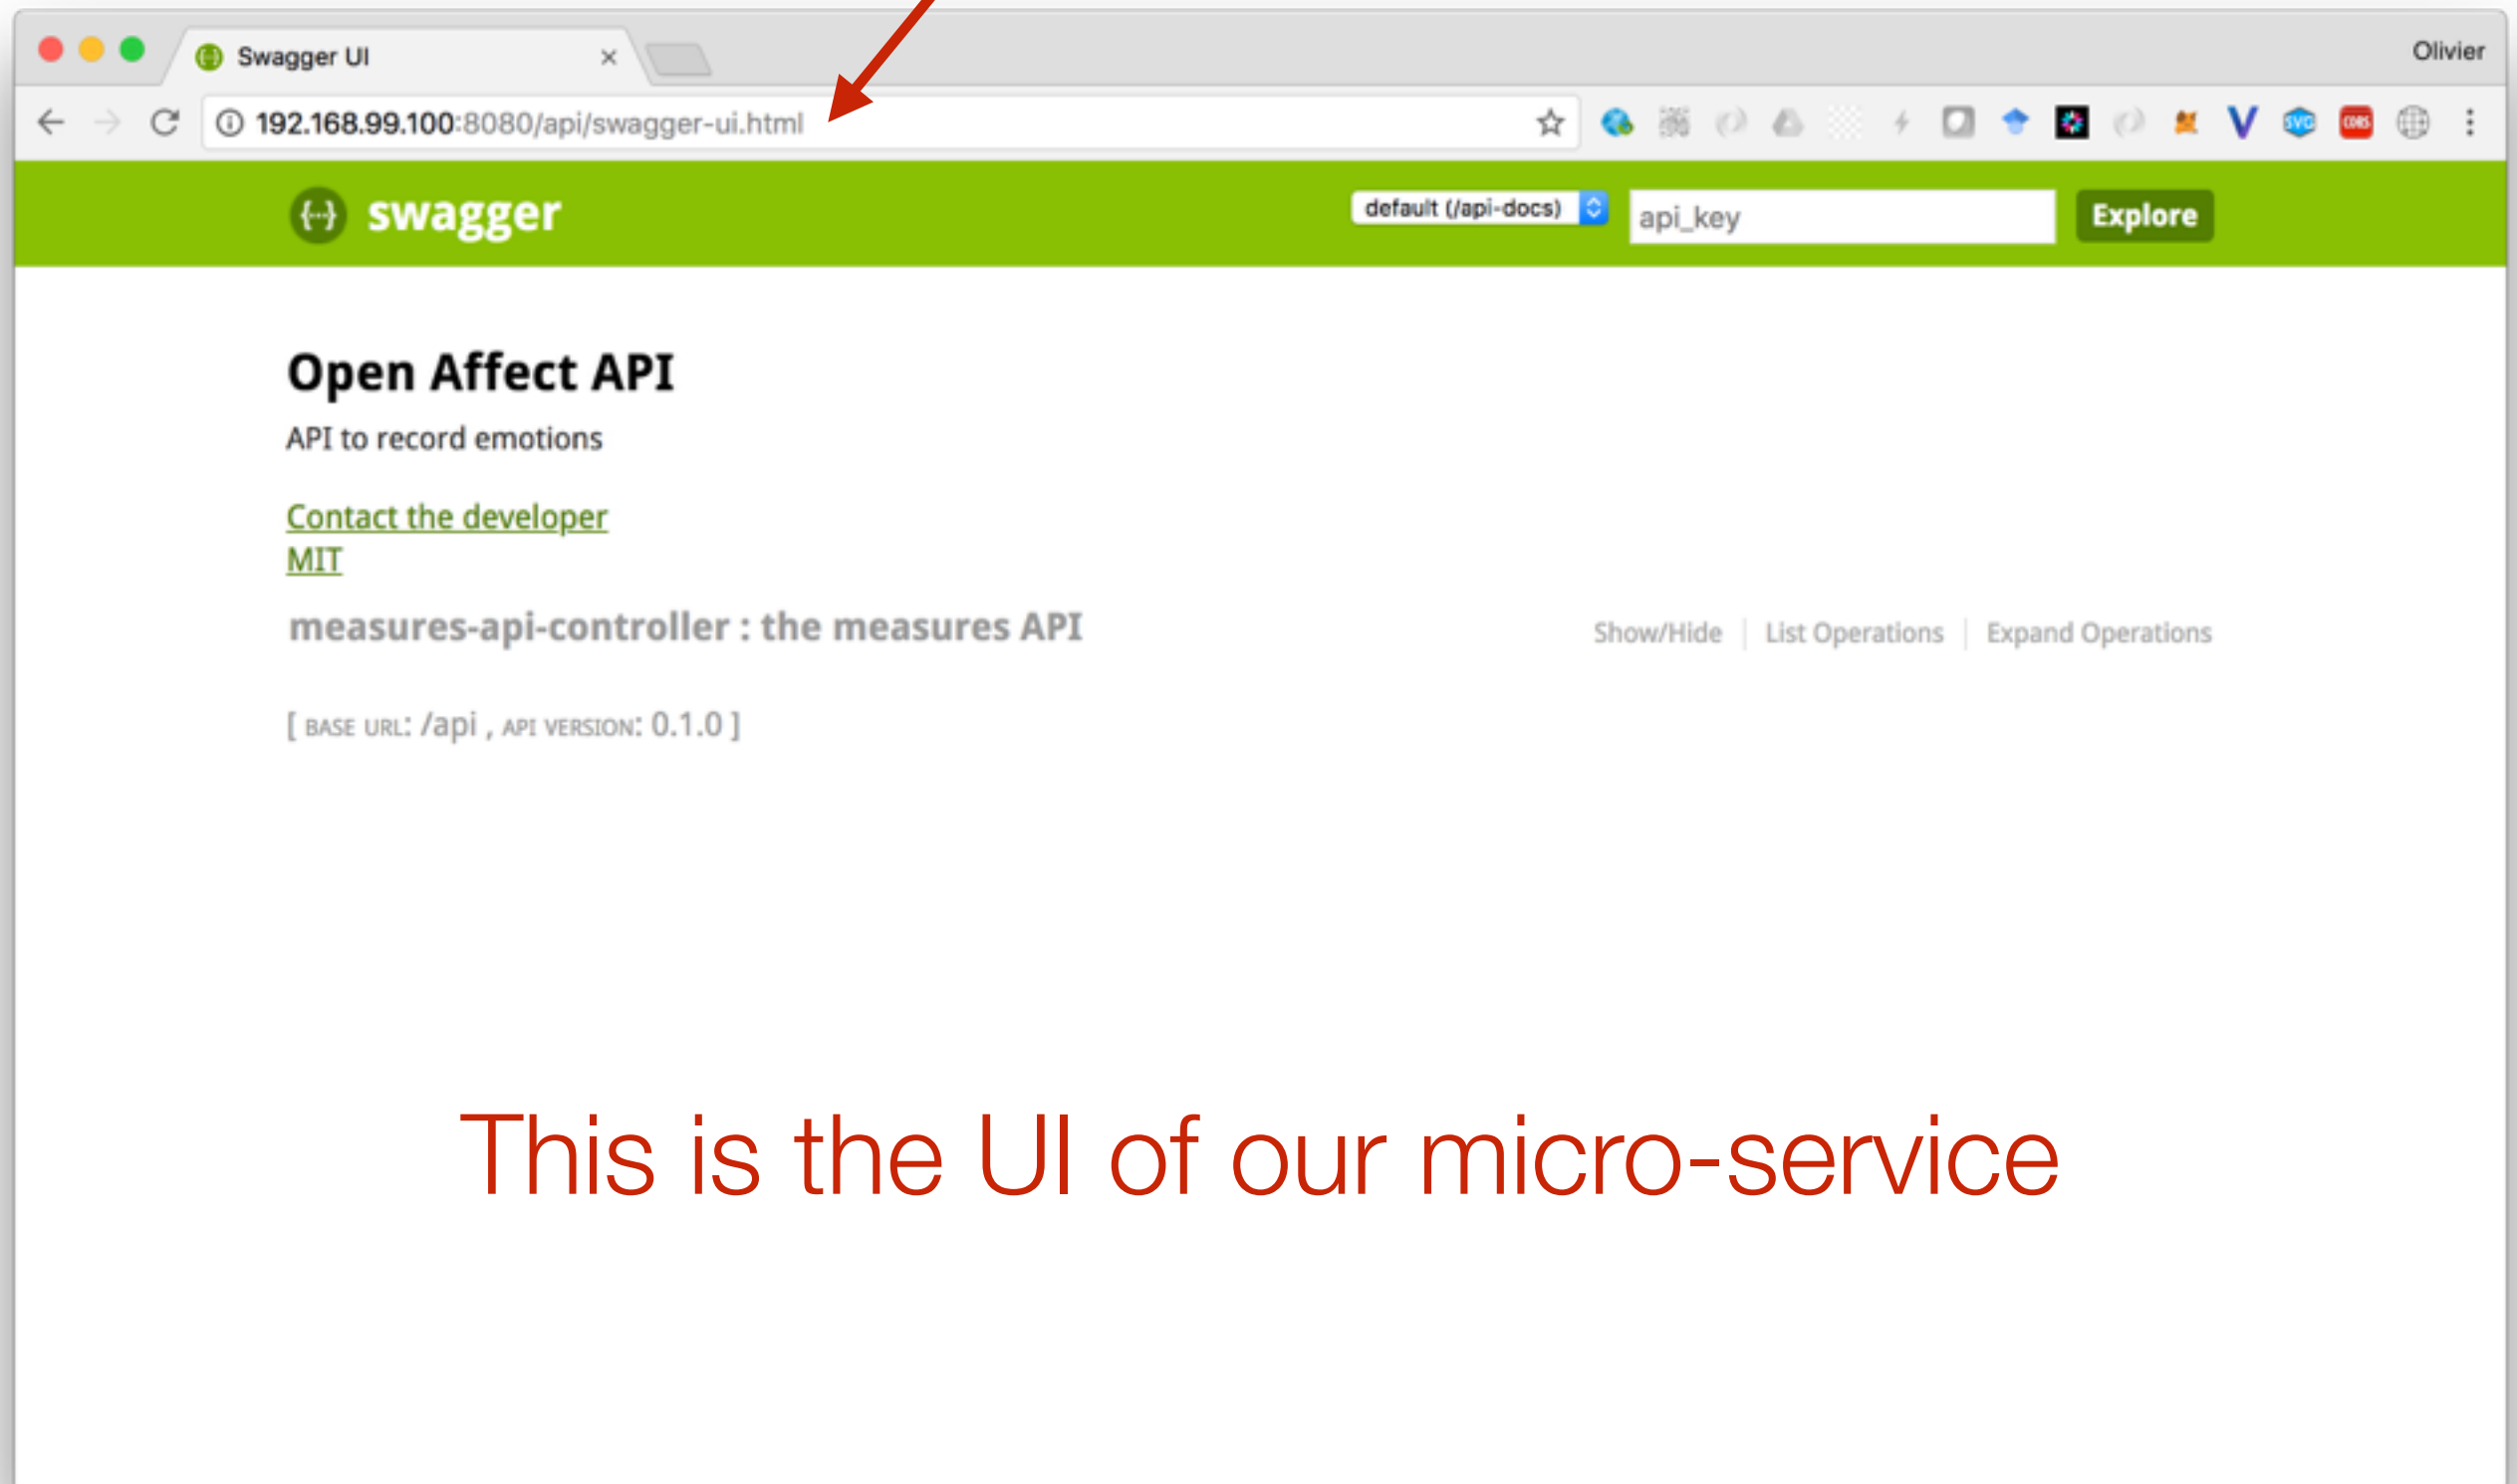 Swagger UI
Olivier
192.168.99.100:8080/api/swagger-ui.html
SVG
CORS
{...} swagger
default (/api-docs)
api_key
Explore
Open Affect API
API to record emotions
Contact the developer
MIT
measures-api-controller : the measures API
Show/Hide | List Operations | Expand Operations
[ BASE URL: /api , API VERSION: 0.1.0 ]
This is the UI of our micro-service